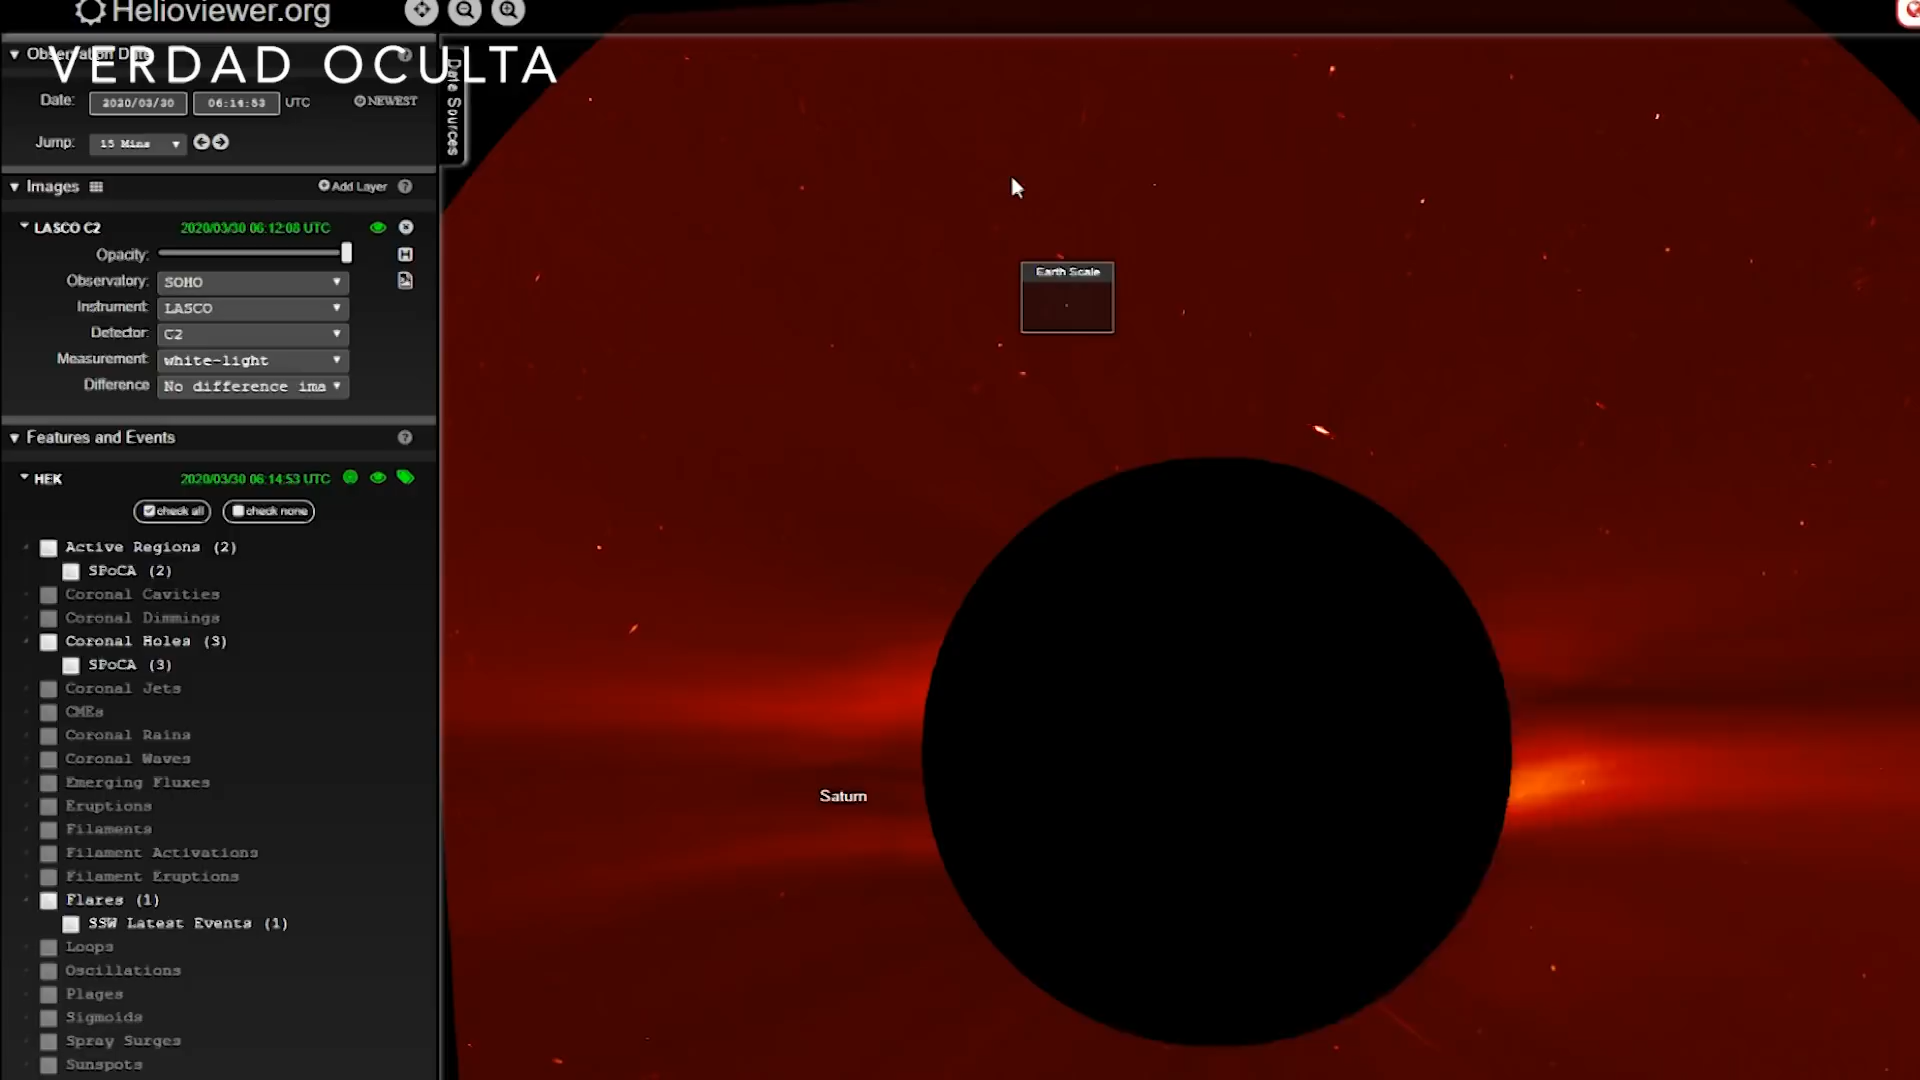 Helioviewer.org
VERDAD OCULTA
Observation Date
Date: 2020/03/30 06:14:53 UTC NEWEST
Jump: 15 Mins
Data Sources
Images Add Layer
LASCO C2 2020/03/30 06:12:08 UTC
Opacity:
Observatory: SOHO
Instrument: LASCO
Detector: C2
Measurement: white-light
Difference No difference ima
Features and Events
HEK 2020/03/30 06:14:53 UTC
check all check none
Active Regions (2)
SPoCA (2)
Coronal Cavities
Coronal Dimmings
Coronal Holes (3)
SPoCA (3)
Coronal Jets
CMEs
Coronal Rains
Coronal Waves
Emerging Fluxes
Eruptions
Filaments
Filament Activations
Filament Eruptions
Flares (1)
SSW Latest Events (1)
Loops
Oscillations
Plages
Sigmoids
Spray Surges
Sunspots
Earth Scale
Saturn